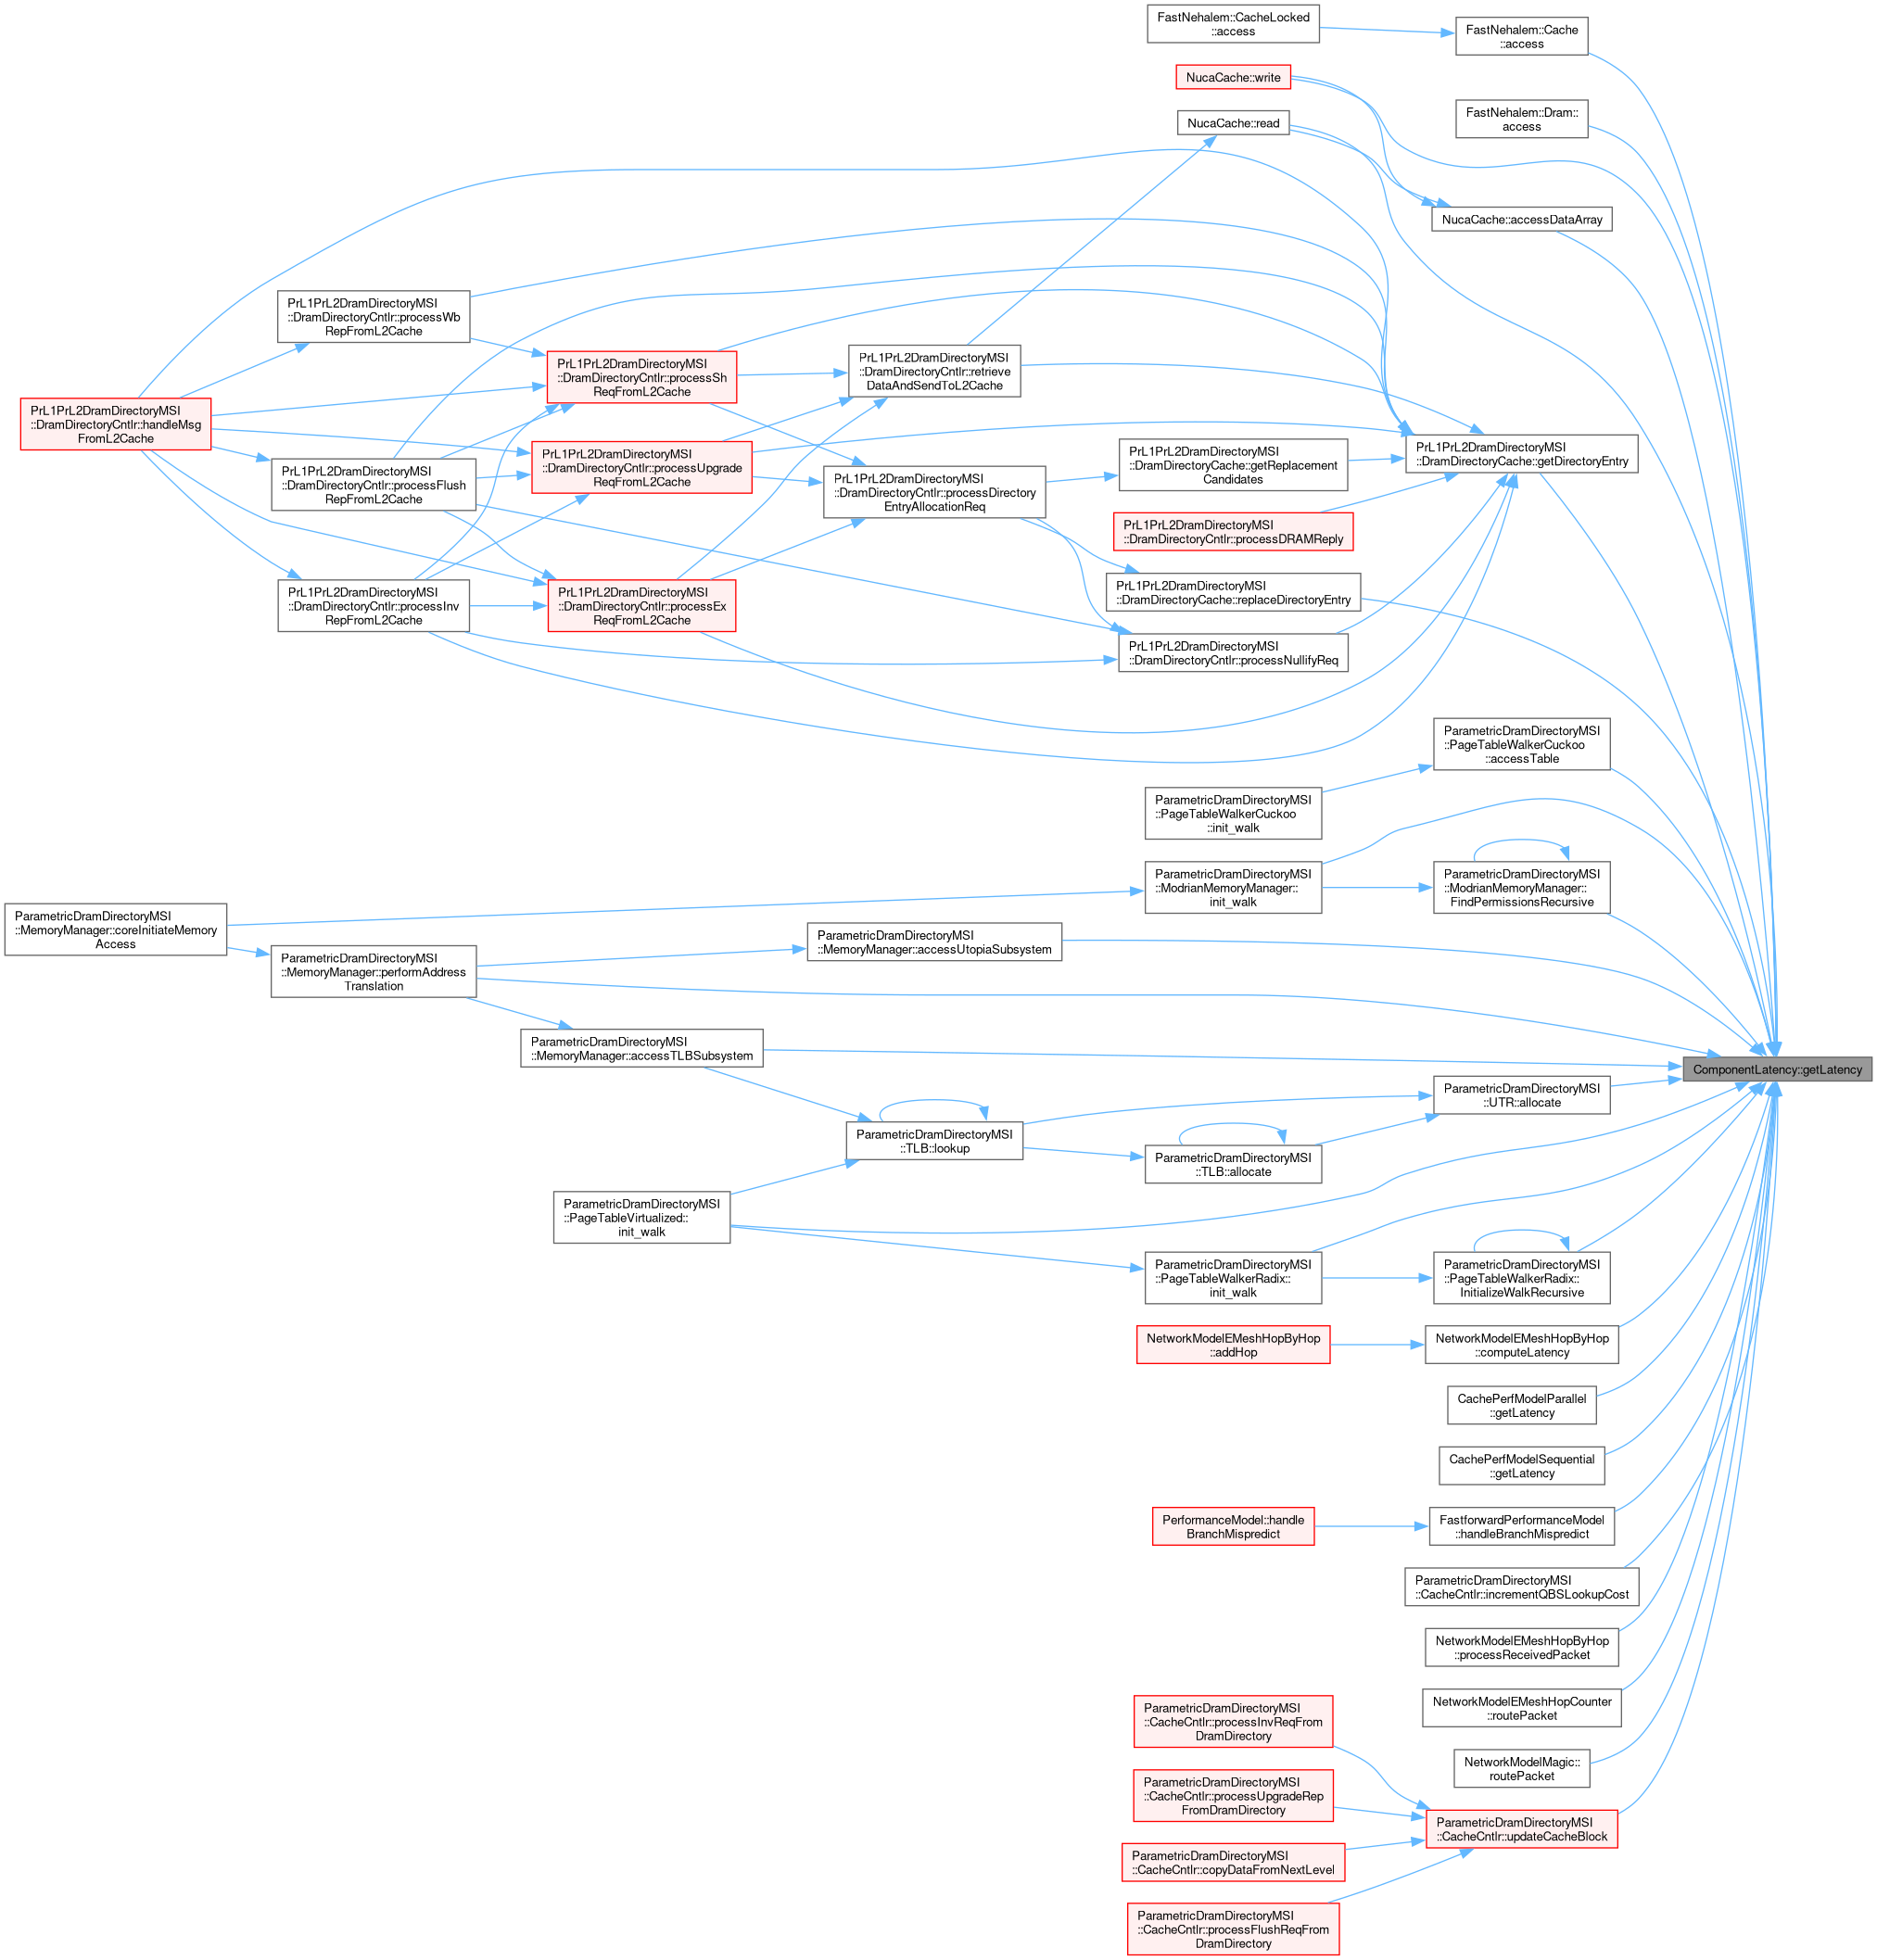 FastNehalem::CacheLocked
::access
FastNehalem::Cache
::access
NucaCache::write
FastNehalem::Dram::
access
NucaCache::read
NucaCache::accessDataArray
PrL1PrL2DramDirectoryMSI
::DramDirectoryCntlr::processWb
RepFromL2Cache
PrL1PrL2DramDirectoryMSI
::DramDirectoryCntlr::processSh
ReqFromL2Cache
PrL1PrL2DramDirectoryMSI
::DramDirectoryCntlr::retrieve
DataAndSendToL2Cache
PrL1PrL2DramDirectoryMSI
::DramDirectoryCntlr::handleMsg
FromL2Cache
PrL1PrL2DramDirectoryMSI
::DramDirectoryCntlr::processFlush
RepFromL2Cache
PrL1PrL2DramDirectoryMSI
::DramDirectoryCntlr::processUpgrade
ReqFromL2Cache
PrL1PrL2DramDirectoryMSI
::DramDirectoryCntlr::processDirectory
EntryAllocationReq
PrL1PrL2DramDirectoryMSI
::DramDirectoryCache::getReplacement
Candidates
PrL1PrL2DramDirectoryMSI
::DramDirectoryCache::getDirectoryEntry
PrL1PrL2DramDirectoryMSI
::DramDirectoryCntlr::processDRAMReply
PrL1PrL2DramDirectoryMSI
::DramDirectoryCntlr::processInv
RepFromL2Cache
PrL1PrL2DramDirectoryMSI
::DramDirectoryCntlr::processEx
ReqFromL2Cache
PrL1PrL2DramDirectoryMSI
::DramDirectoryCache::replaceDirectoryEntry
PrL1PrL2DramDirectoryMSI
::DramDirectoryCntlr::processNullifyReq
ParametricDramDirectoryMSI
::PageTableWalkerCuckoo
::accessTable
ParametricDramDirectoryMSI
::PageTableWalkerCuckoo
::init_walk
ParametricDramDirectoryMSI
::ModrianMemoryManager::
init_walk
ParametricDramDirectoryMSI
::ModrianMemoryManager::
FindPermissionsRecursive
ParametricDramDirectoryMSI
::MemoryManager::coreInitiateMemory
Access
ParametricDramDirectoryMSI
::MemoryManager::performAddress
Translation
ParametricDramDirectoryMSI
::MemoryManager::accessUtopiaSubsystem
ParametricDramDirectoryMSI
::MemoryManager::accessTLBSubsystem
ComponentLatency::getLatency
ParametricDramDirectoryMSI
::UTR::allocate
ParametricDramDirectoryMSI
::TLB::lookup
ParametricDramDirectoryMSI
::TLB::allocate
ParametricDramDirectoryMSI
::PageTableVirtualized::
init_walk
ParametricDramDirectoryMSI
::PageTableWalkerRadix::
init_walk
ParametricDramDirectoryMSI
::PageTableWalkerRadix::
InitializeWalkRecursive
NetworkModelEMeshHopByHop
::addHop
NetworkModelEMeshHopByHop
::computeLatency
CachePerfModelParallel
::getLatency
CachePerfModelSequential
::getLatency
PerformanceModel::handle
BranchMispredict
FastforwardPerformanceModel
::handleBranchMispredict
ParametricDramDirectoryMSI
::CacheCntlr::incrementQBSLookupCost
NetworkModelEMeshHopByHop
::processReceivedPacket
NetworkModelEMeshHopCounter
::routePacket
NetworkModelMagic::
routePacket
ParametricDramDirectoryMSI
::CacheCntlr::processInvReqFrom
DramDirectory
ParametricDramDirectoryMSI
::CacheCntlr::processUpgradeRep
FromDramDirectory
ParametricDramDirectoryMSI
::CacheCntlr::updateCacheBlock
ParametricDramDirectoryMSI
::CacheCntlr::copyDataFromNextLevel
ParametricDramDirectoryMSI
::CacheCntlr::processFlushReqFrom
DramDirectory